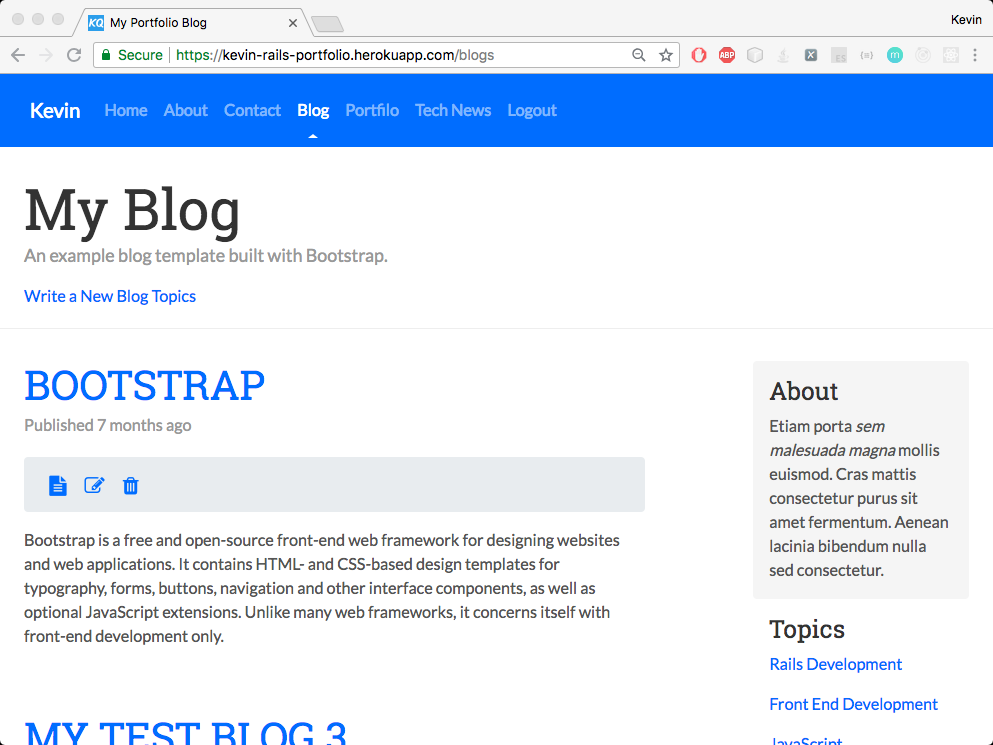 KQ My Portfolio Blog
Kevin
Secure https://kevin-rails-portfolio.herokuapp.com/blogs
ABP
X
ES
m
Kevin Home About Contact Blog Portfilo Tech News Logout
My Blog
An example blog template built with Bootstrap.
Write a New Blog Topics
BOOTSTRAP
Published 7 months ago
Bootstrap is a free and open-source front-end web framework for designing websites
and web applications. It contains HTML- and CSS-based design templates for
typography, forms, buttons, navigation and other interface components, as well as
optional JavaScript extensions. Unlike many web frameworks, it concerns itself with
front-end development only.
MY TEST BLOG 3
About
Etiam porta sem
malesuada magna mollis
euismod. Cras mattis
consectetur purus sit
amet fermentum. Aenean
lacinia bibendum nulla
sed consectetur.
Topics
Rails Development
Front End Development
JavaScript